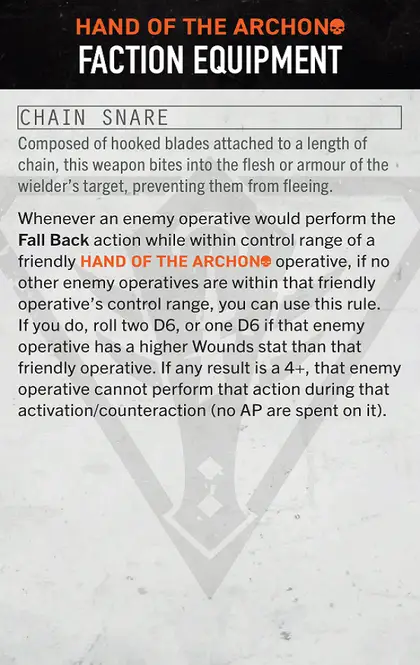 HAND OF THE ARCHON
FACTION EQUIPMENT
CHAIN SNARE
Composed of hooked blades attached to a length of
chain, this weapon bites into the flesh or armour of the
wielder’s target, preventing them from fleeing.
Whenever an enemy operative would perform the
Fall Back action while within control range of a
friendly HAND OF THE ARCHON operative, if no
other enemy operatives are within that friendly
operative’s control range, you can use this rule.
If you do, roll two D6, or one D6 if that enemy
operative has a higher Wounds stat than that
friendly operative. If any result is a 4+, that enemy
operative cannot perform that action during that
activation/counteraction (no AP are spent on it).